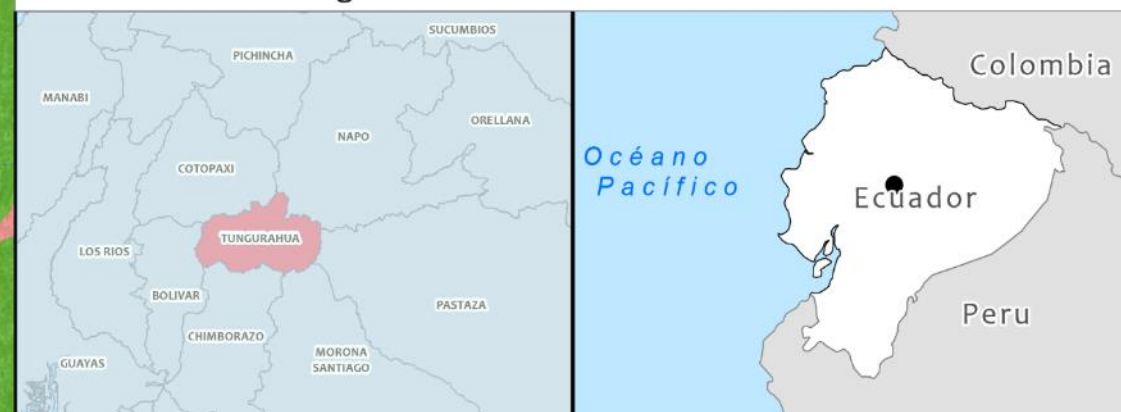 SUCUMBIOS
PICHINCHA
MANABI
ORELLANA
NAPO
COTOPAXI
TUNGURAHUA
LOS RIOS
BOLIVAR
PASTAZA
CHIMBORAZO
MORONA
SANTIAGO
GUAYAS
Colombia
Océano
Pacífico
Ecuador
Peru